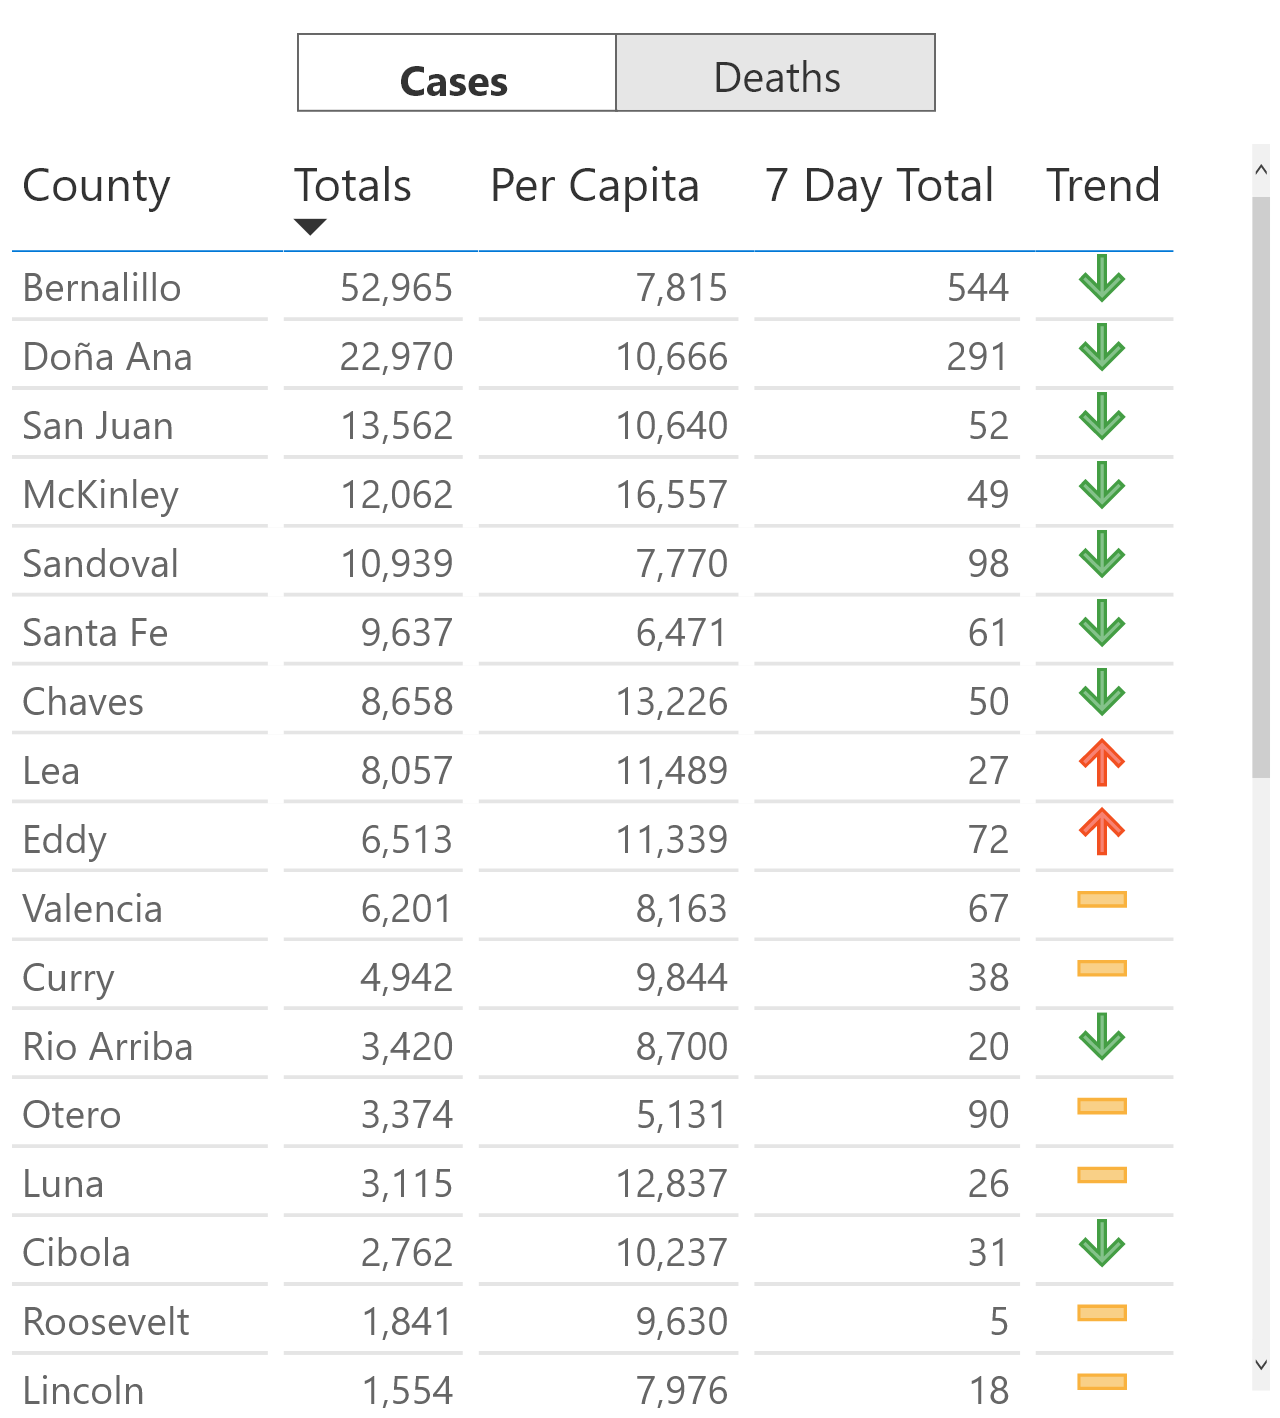 Cases Deaths
County Totals Per Capita 7 Day Total Trend
Bernalillo 52,965 7,815 544
Doña Ana 22,970 10,666 291
San Juan 13,562 10,640 52
McKinley 12,062 16,557 49
Sandoval 10,939 7,770 98
Santa Fe 9,637 6,471 61
Chaves 8,658 13,226 50
Lea 8,057 11,489 27
Eddy 6,513 11,339 72
Valencia 6,201 8,163 67
Curry 4,942 9,844 38
Rio Arriba 3,420 8,700 20
Otero 3,374 5,131 90
Luna 3,115 12,837 26
Cibola 2,762 10,237 31
Roosevelt 1,841 9,630 5
Lincoln 1,554 7,976 18